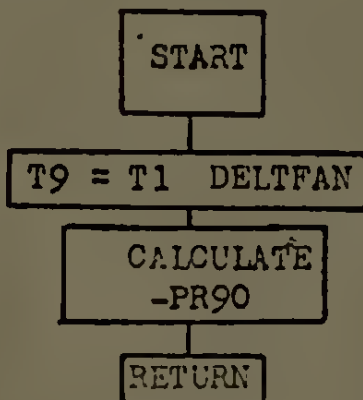 START
T9 = T1 DELTFAN
CALCULATE
-PR90
RETURN